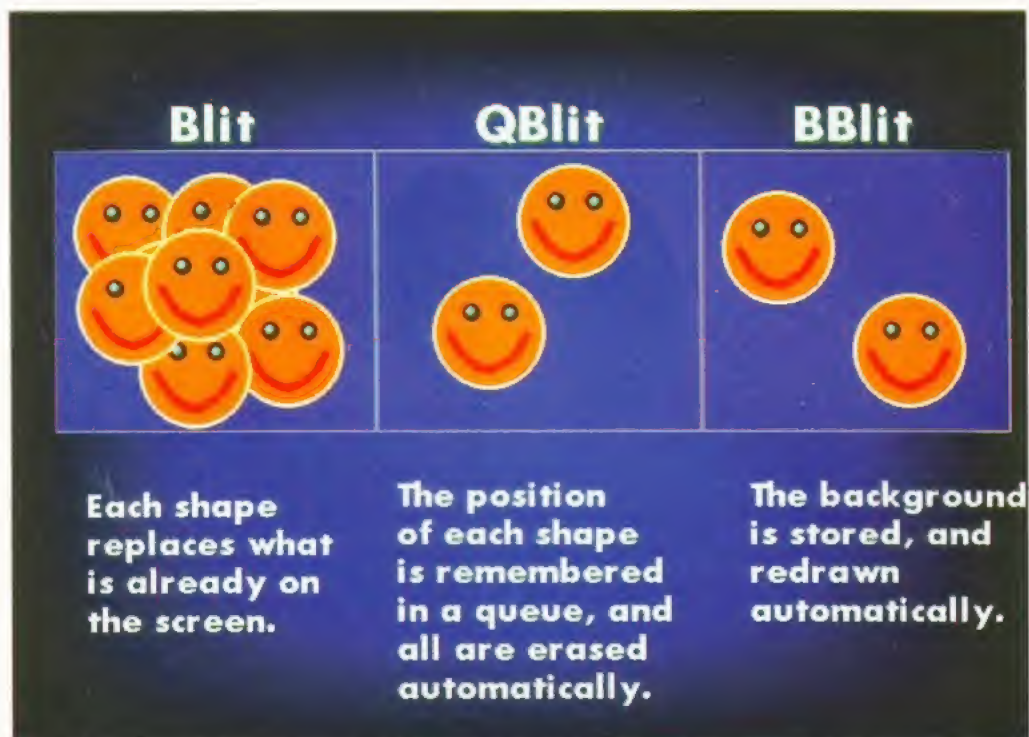 Blit
QBlit
BBlit
Each shape
replaces what
is already on
the screen.
The position
of each shape
is remembered
in a queue, and
all are erased
automatically.
The background
is stored, and
redrawn
automatically.